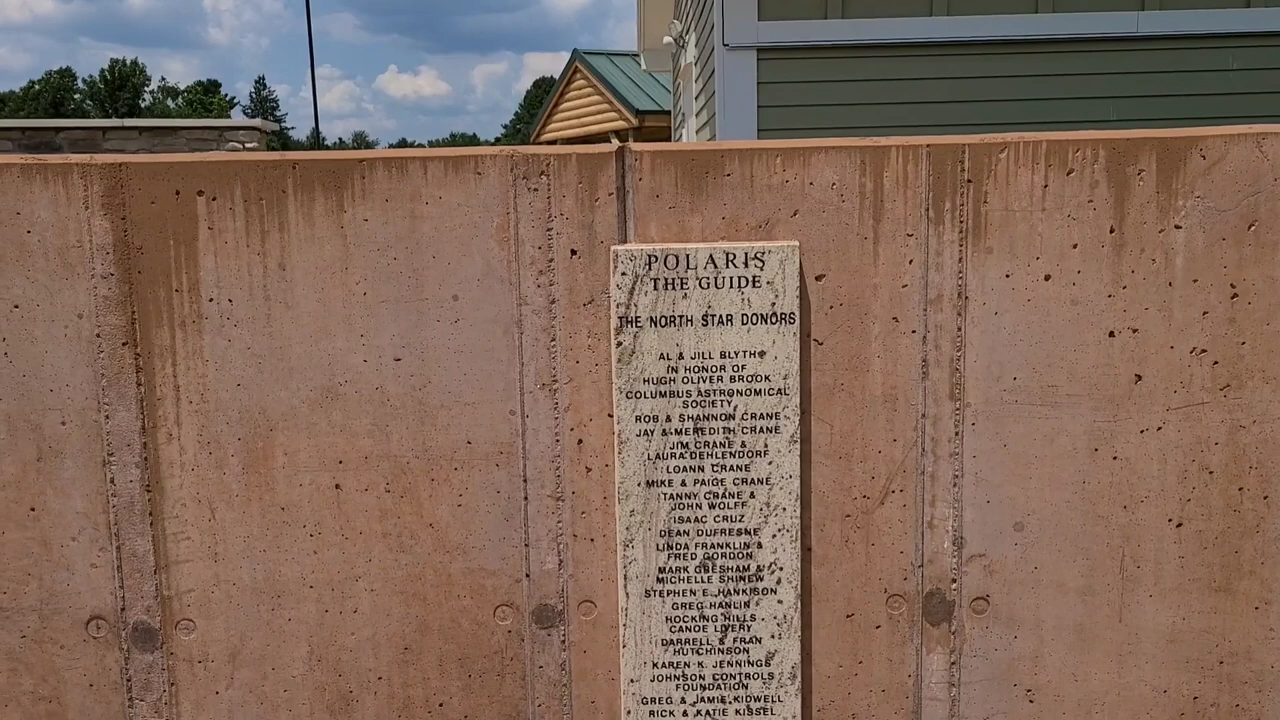 POLARIS
THE GUIDE
THE NORTH STAR DONORS
AL & JILL BLYTHE
IN HONOR OF
HUGH OLIVER BROOK
COLUMBUS ASTRONOMICAL
SOCIETY
ROB & SHANNON CRANE
JAY & MEREDITH CRANE
JIM CRANE &
LAURA DEHLENDORF
LOANN CRANE
MIKE & PAIGE CRANE
TANNY CRANE &
JOHN WOLFF
ISAAC CRUZ
DEAN DUFRESNE
LINDA FRANKLIN &
FRED GORDON
MARK GRESHAM &
MICHELLE SHINEW
STEPHEN E. HANKISON
GREG HANLIN
HOCKING HILLS
CANOE LIVERY
DARRELL & FRAN
HUTCHINSON
KAREN K. JENNINGS
JOHNSON CONTROLS
FOUNDATION
GREG & JAMIE KIDWELL
RICK & KATIE KISSEL